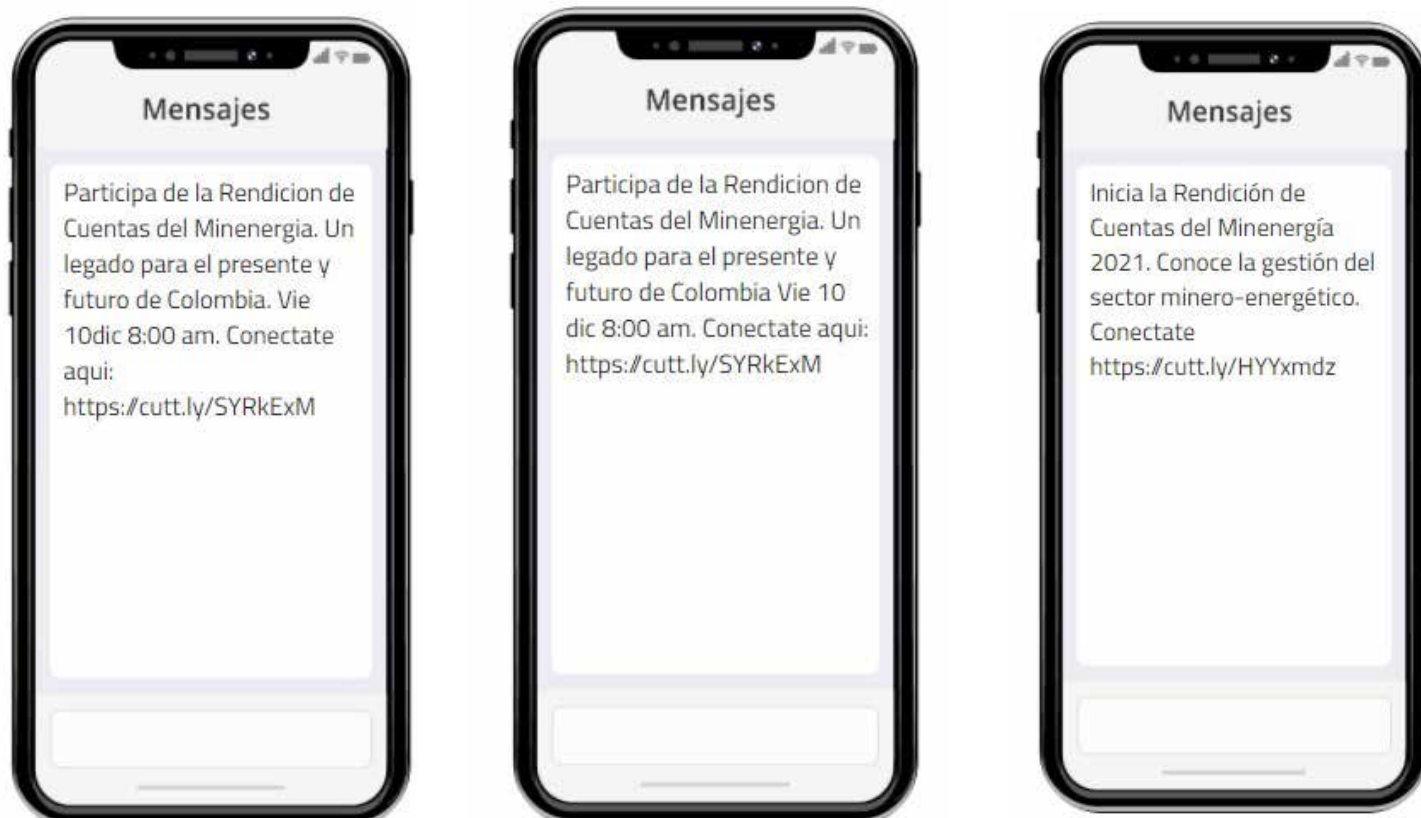 Mensajes
Participa de la Rendicion de
Cuentas del Minenergia. Un
legado para el presente y
futuro de Colombia. Vie
10dic 8:00 am. Conectate
aqui:
https://cutt.ly/SYRkExM
Mensajes
Participa de la Rendicion de
Cuentas del Minenergia. Un
legado para el presente y
futuro de Colombia Vie 10
dic 8:00 am. Conectate aqui:
https://cutt.ly/SYRkExM
Mensajes
Inicia la Rendición de
Cuentas del Minenergía
2021. Conoce la gestión del
sector minero-energético.
Conectate
https://cutt.ly/HYYxmdz